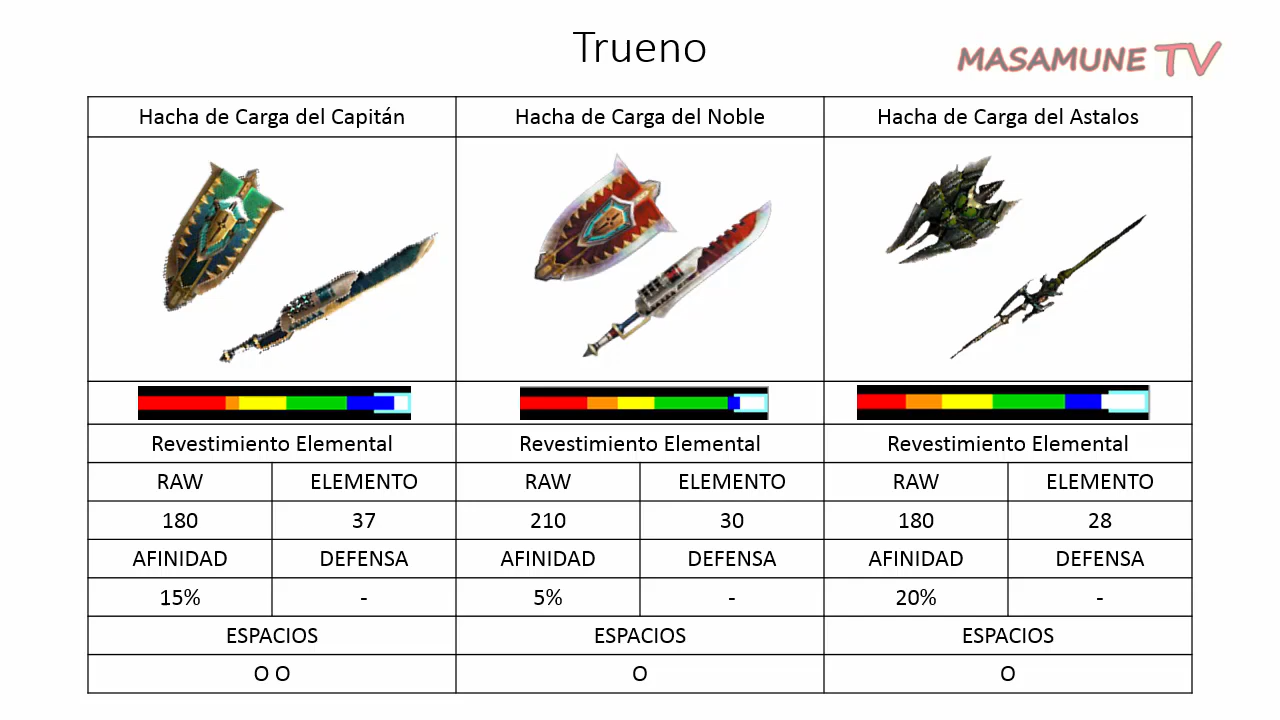 Trueno
MASAMUNE TV
Hacha de Carga del Capitán Hacha de Carga del Noble Hacha de Carga del Astalos
Revestimiento Elemental Revestimiento Elemental Revestimiento Elemental
RAW ELEMENTO RAW ELEMENTO RAW ELEMENTO
180 37 210 30 180 28
AFINIDAD DEFENSA AFINIDAD DEFENSA AFINIDAD DEFENSA
15% - 5% - 20% -
ESPACIOS ESPACIOS ESPACIOS
O O O O